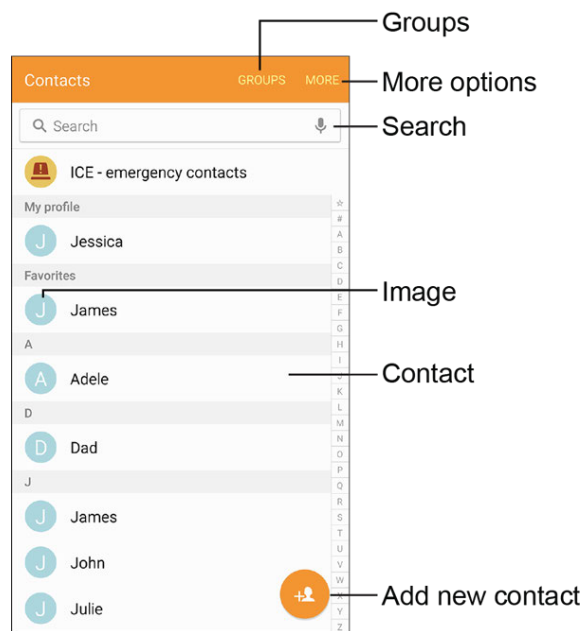 Groups
Contacts GROUPS MORE
More options
Search
Search
ICE - emergency contacts
My profile
☆
#
J Jessica
A
B
Favorites
C
D
J James
E
Image
F
G
A
H
I
A Adele
J
Contact
K
D
L
M
D Dad
N
O
J
P
Q
J James
R
S
T
J John
U
V
W
J Julie
X
Add new contact
Y
Z